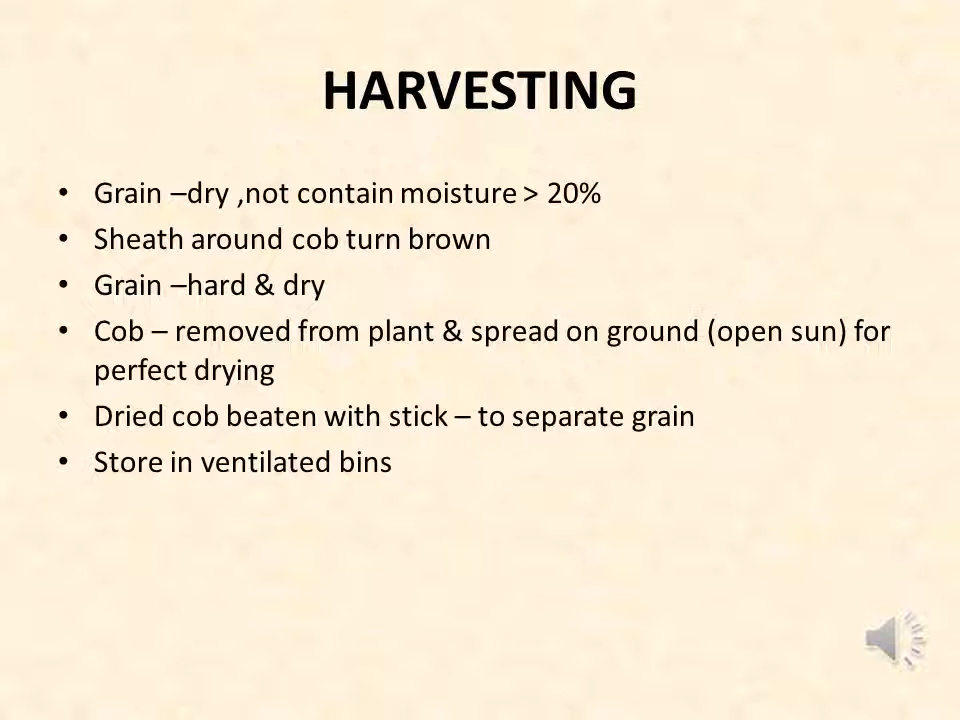 HARVESTING
• Grain –dry ,not contain moisture > 20%
• Sheath around cob turn brown
• Grain –hard & dry
• Cob – removed from plant & spread on ground (open sun) for
perfect drying
• Dried cob beaten with stick – to separate grain
• Store in ventilated bins